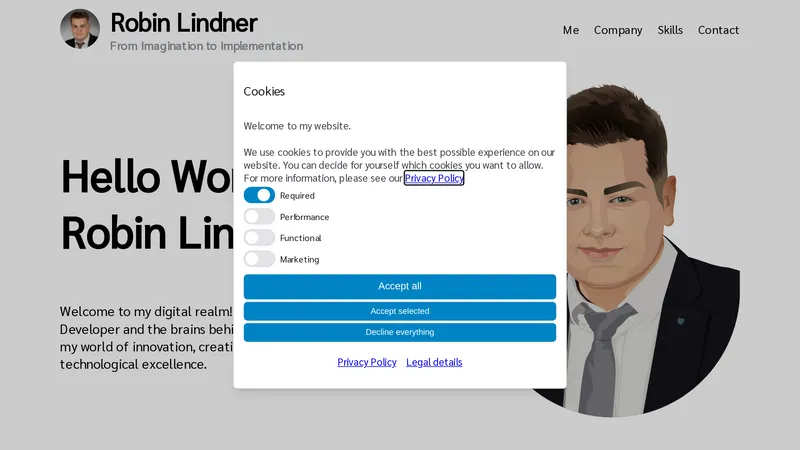 Robin Lindner
From Imagination to Implementation
Me Company Skills Contact
Hello
Robin
Welcome to my digital realm!
Developer and the brains
my world of innovation,
technological excellence.
Cookies
Welcome to my website.
We use cookies to provide you with the best possible experience on our
website. You can decide for yourself which cookies you want to allow.
For more information, please see our Privacy Policy
Required
Performance
Functional
Marketing
Accept all
Accept selected
Decline everything
Privacy Policy Legal details